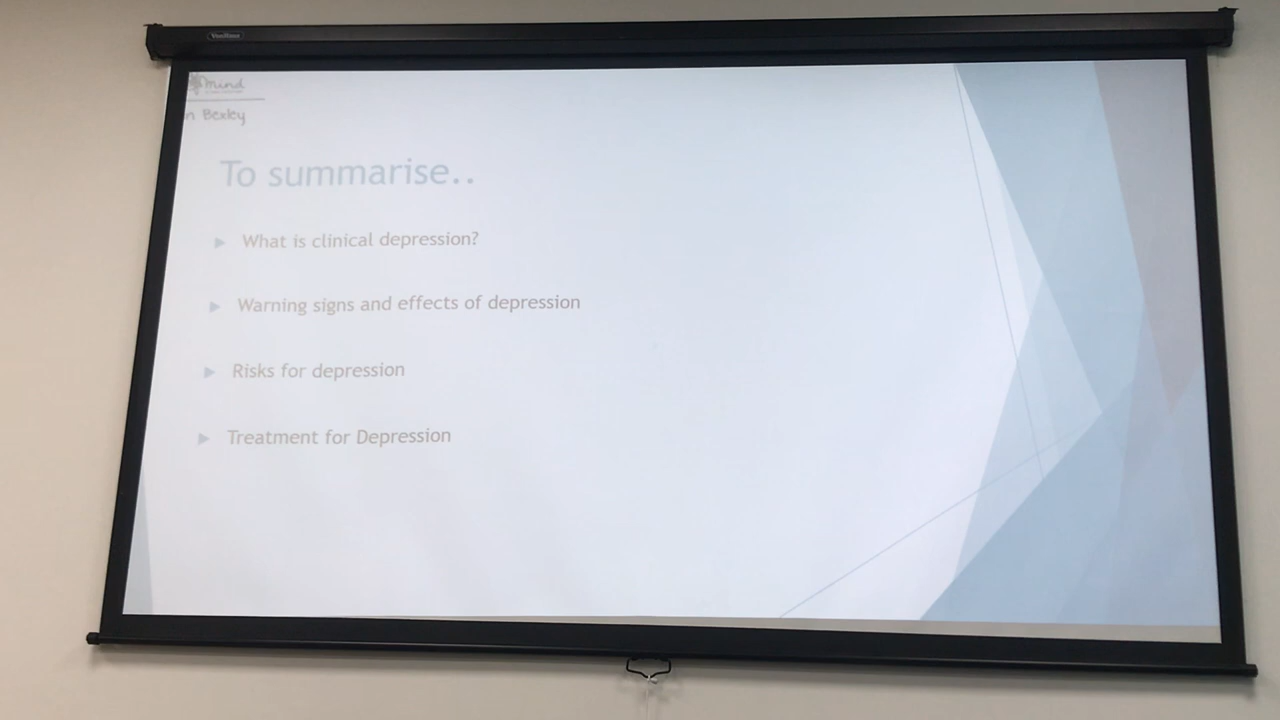 mind
n Bexley
To summarise..
What is clinical depression?
Warning signs and effects of depression
Risks for depression
Treatment for Depression